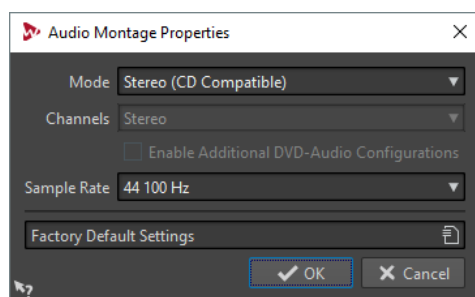 Audio Montage Properties
Mode Stereo (CD Compatible)
Channels Stereo
Enable Additional DVD-Audio Configurations
Sample Rate 44 100 Hz
Factory Default Settings
OK Cancel
?